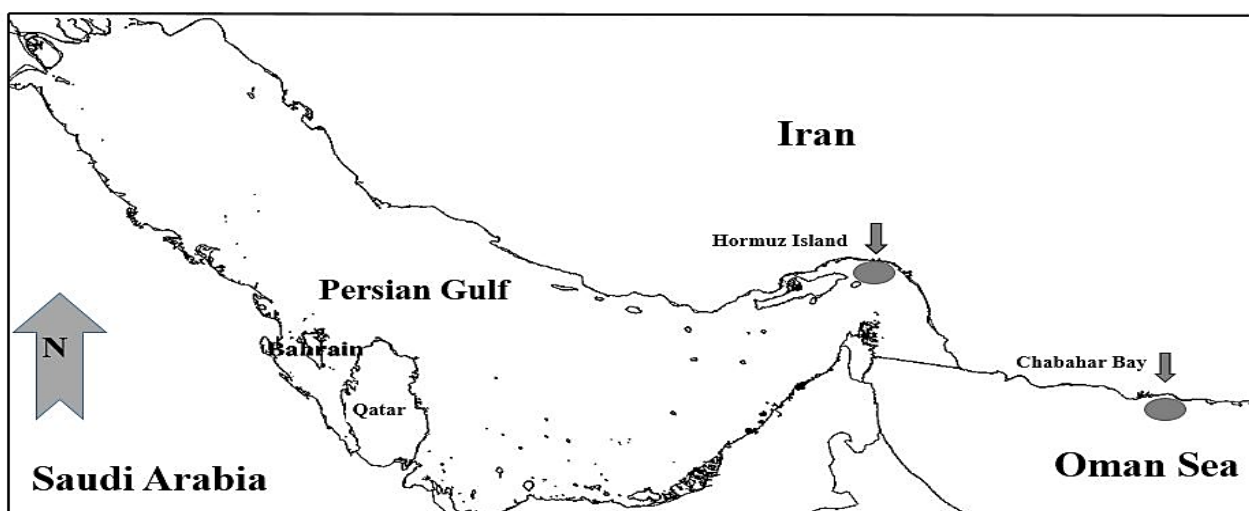 Iran
Hormuz Island
Persian Gulf
N
Bahrain
Chabahar Bay
Qatar
Saudi Arabia
Oman Sea